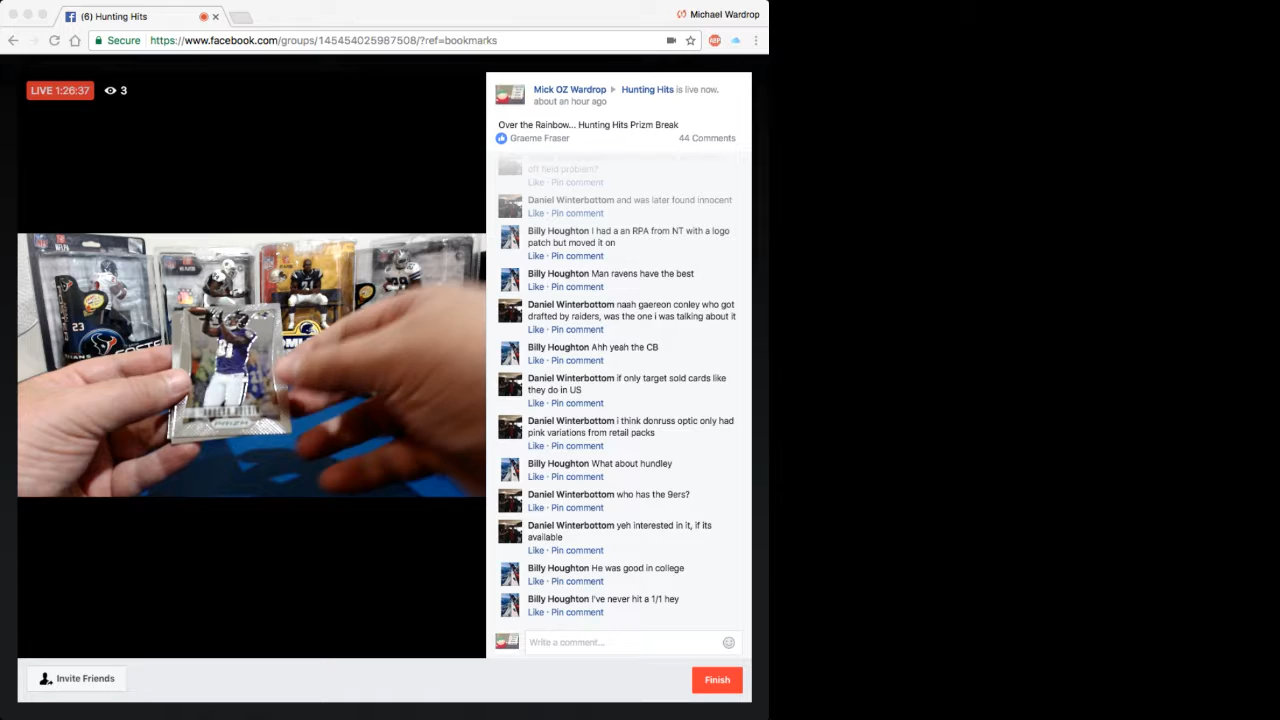 (6) Hunting Hits
Michael Wardrop
Secure
https://www.facebook.com/groups/145454025987508/?ref=bookmarks
ABP
LIVE 1:26:37
3
Mick OZ Wardrop Hunting Hits is live now.
about an hour ago
Over the Rainbow... Hunting Hits Prizm Break
Graeme Fraser
44 Comments
off field problem?
Like · Pin comment
Daniel Winterbottom and was later found innocent
Like · Pin comment
Billy Houghton I had a an RPA from NT with a logo
patch but moved it on
Like · Pin comment
Billy Houghton Man ravens have the best
Like · Pin comment
Daniel Winterbottom naah gaereon conley who got
drafted by raiders, was the one i was talking about it
Like · Pin comment
Billy Houghton Ahh yeah the CB
Like · Pin comment
Daniel Winterbottom if only target sold cards like
they do in US
Like · Pin comment
Daniel Winterbottom i think donruss optic only had
pink variations from retail packs
Like · Pin comment
Billy Houghton What about hundley
Like · Pin comment
Daniel Winterbottom who has the 9ers?
Like · Pin comment
Daniel Winterbottom yeh interested in it, if its
available
Like · Pin comment
Billy Houghton He was good in college
Like · Pin comment
Billy Houghton I've never hit a 1/1 hey
Like · Pin comment
Write a comment...
Invite Friends
Finish
23
81
PRIZM